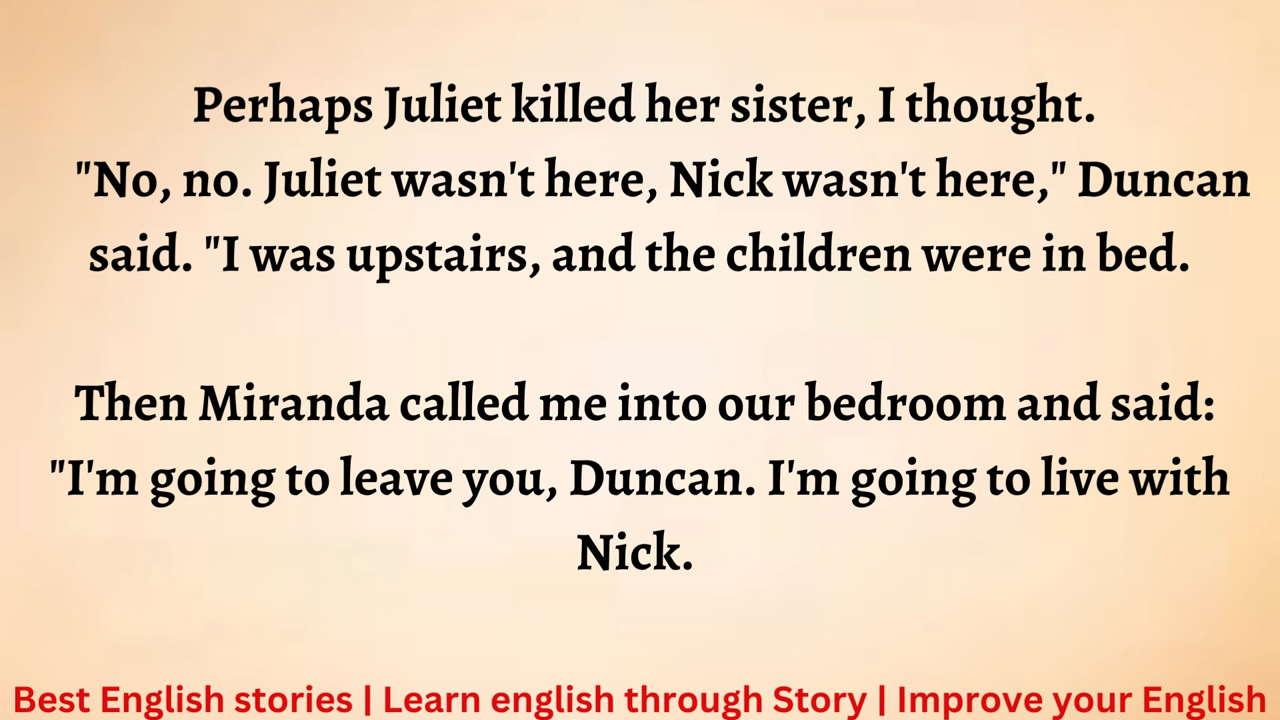 Perhaps Juliet killed her sister, I thought.
"No, no. Juliet wasn't here, Nick wasn't here," Duncan
said. "I was upstairs, and the children were in bed.
Then Miranda called me into our bedroom and said:
"I'm going to leave you, Duncan. I'm going to live with
Nick.
Best English stories | Learn english through Story | Improve your English